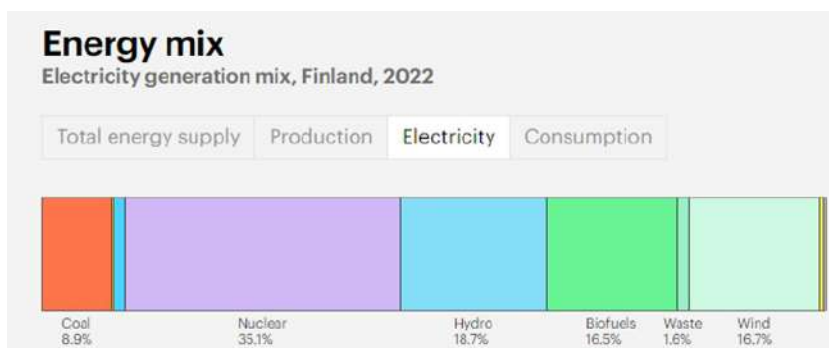 Energy mix
Electricity generation mix, Finland, 2022
Total energy supply Production Electricity Consumption
Coal Nuclear Hydro Biofuels Waste Wind
8.9% 35.1% 18.7% 16.5% 1.6% 16.7%